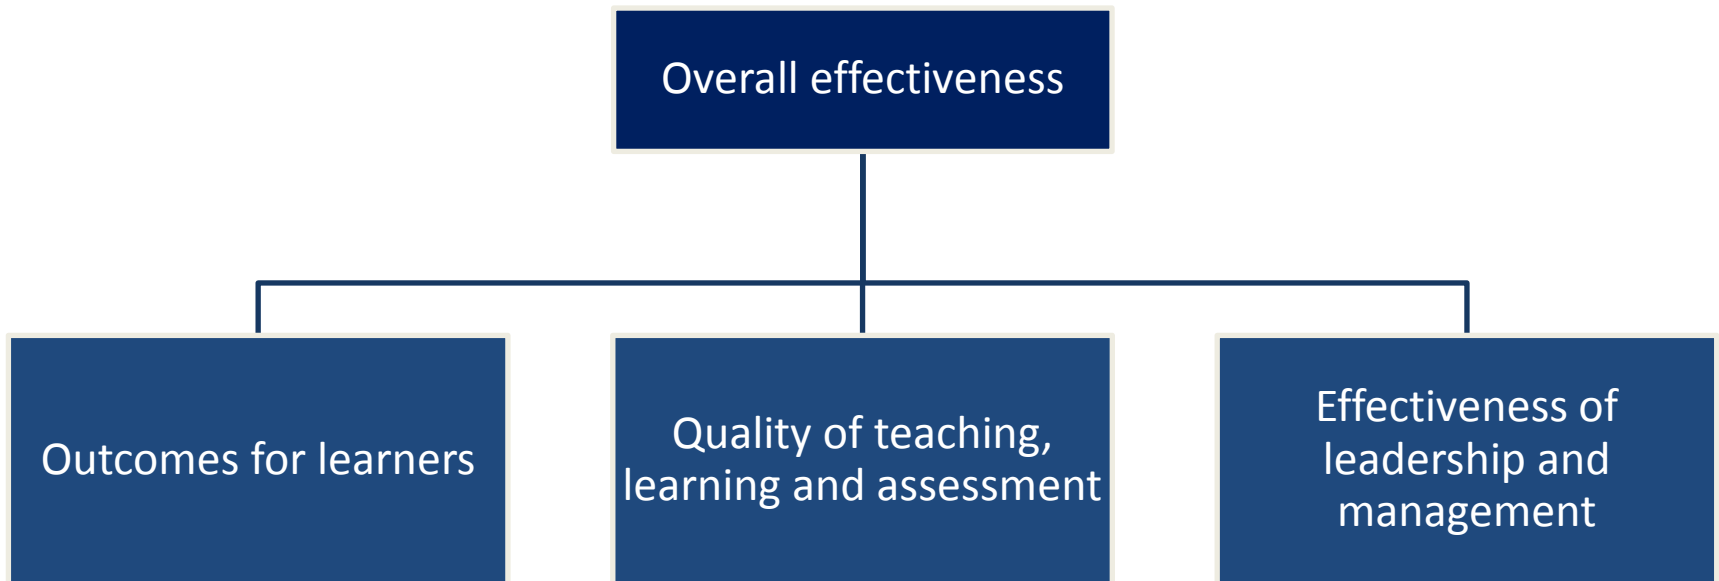 Overall effectiveness
Outcomes for learners
Quality of teaching,
learning and assessment
Effectiveness of
leadership and
management